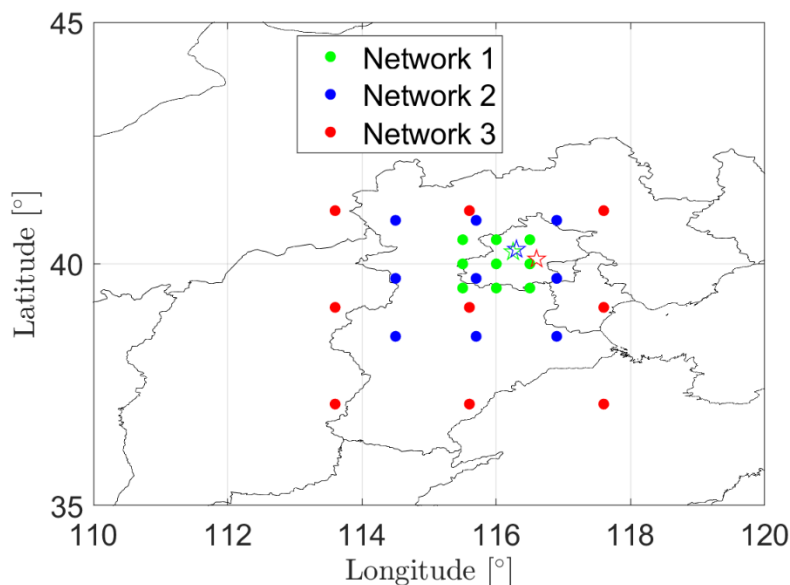 45
Network 1
Network 2
Network 3
Latitude [°]
40
35
110
112
114
116
118
120
Longitude [°]